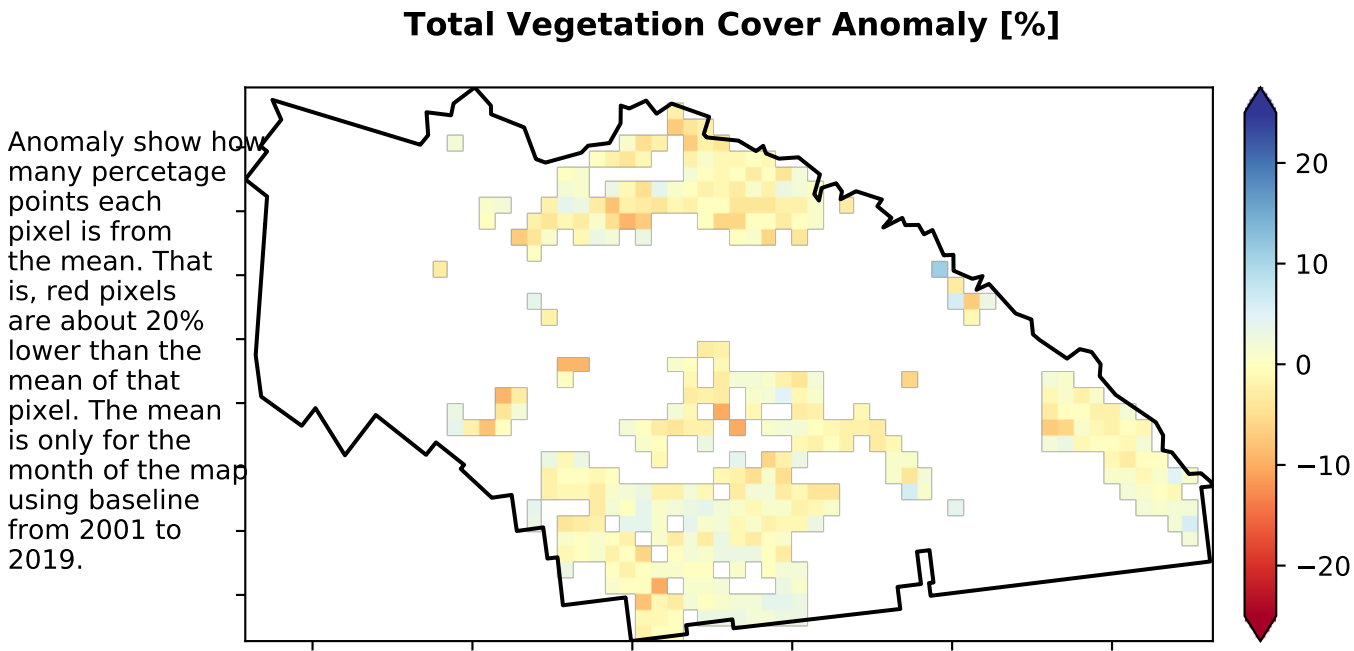 Total Vegetation Cover Anomaly [%]
Anomaly show how
many percetage
points each
pixel is from
the mean. That
is, red pixels
are about 20%
lower than the
mean of that
pixel. The mean
is only for the
month of the map
using baseline
from 2001 to
2019.
20
10
0
−10
−20